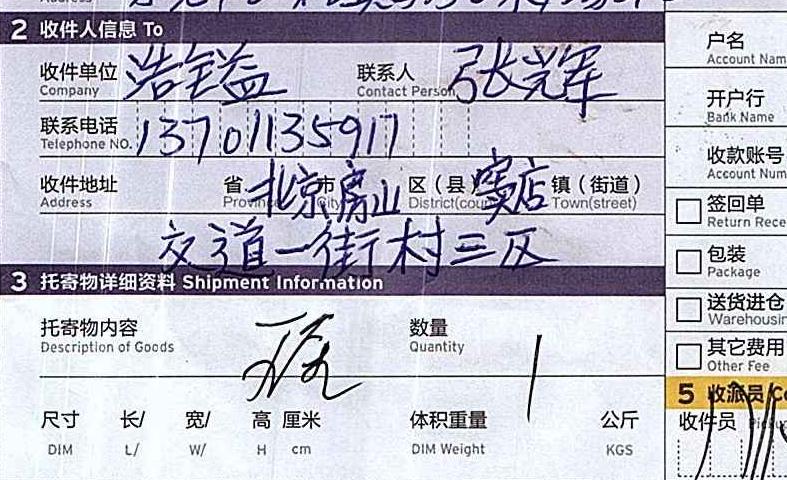 2 收件人信息 To
收件单位 浩鑫益 联系人 张光辉
Company Contact Person
联系电话 13701135917
Telephone NO.
收件地址 省 北京房山 市 区（县） 窦店 镇（街道）
Address Province City District(county) Town(street)
交道一街村三区
3 托寄物详细资料 Shipment Information
托寄物内容 数量 1
Description of Goods Quantity
尺寸 长/ 宽/ 高 厘米 体积重量 公斤
DIM L/ W/ H cm DIM Weight KGS
户名
Account Nam
开户行
Bank Name
收款账号
Account Num
签回单
Return Rece
包装
Package
送货进仓
Warehousin
其它费用
Other Fee
5 收派员 Co
收件员